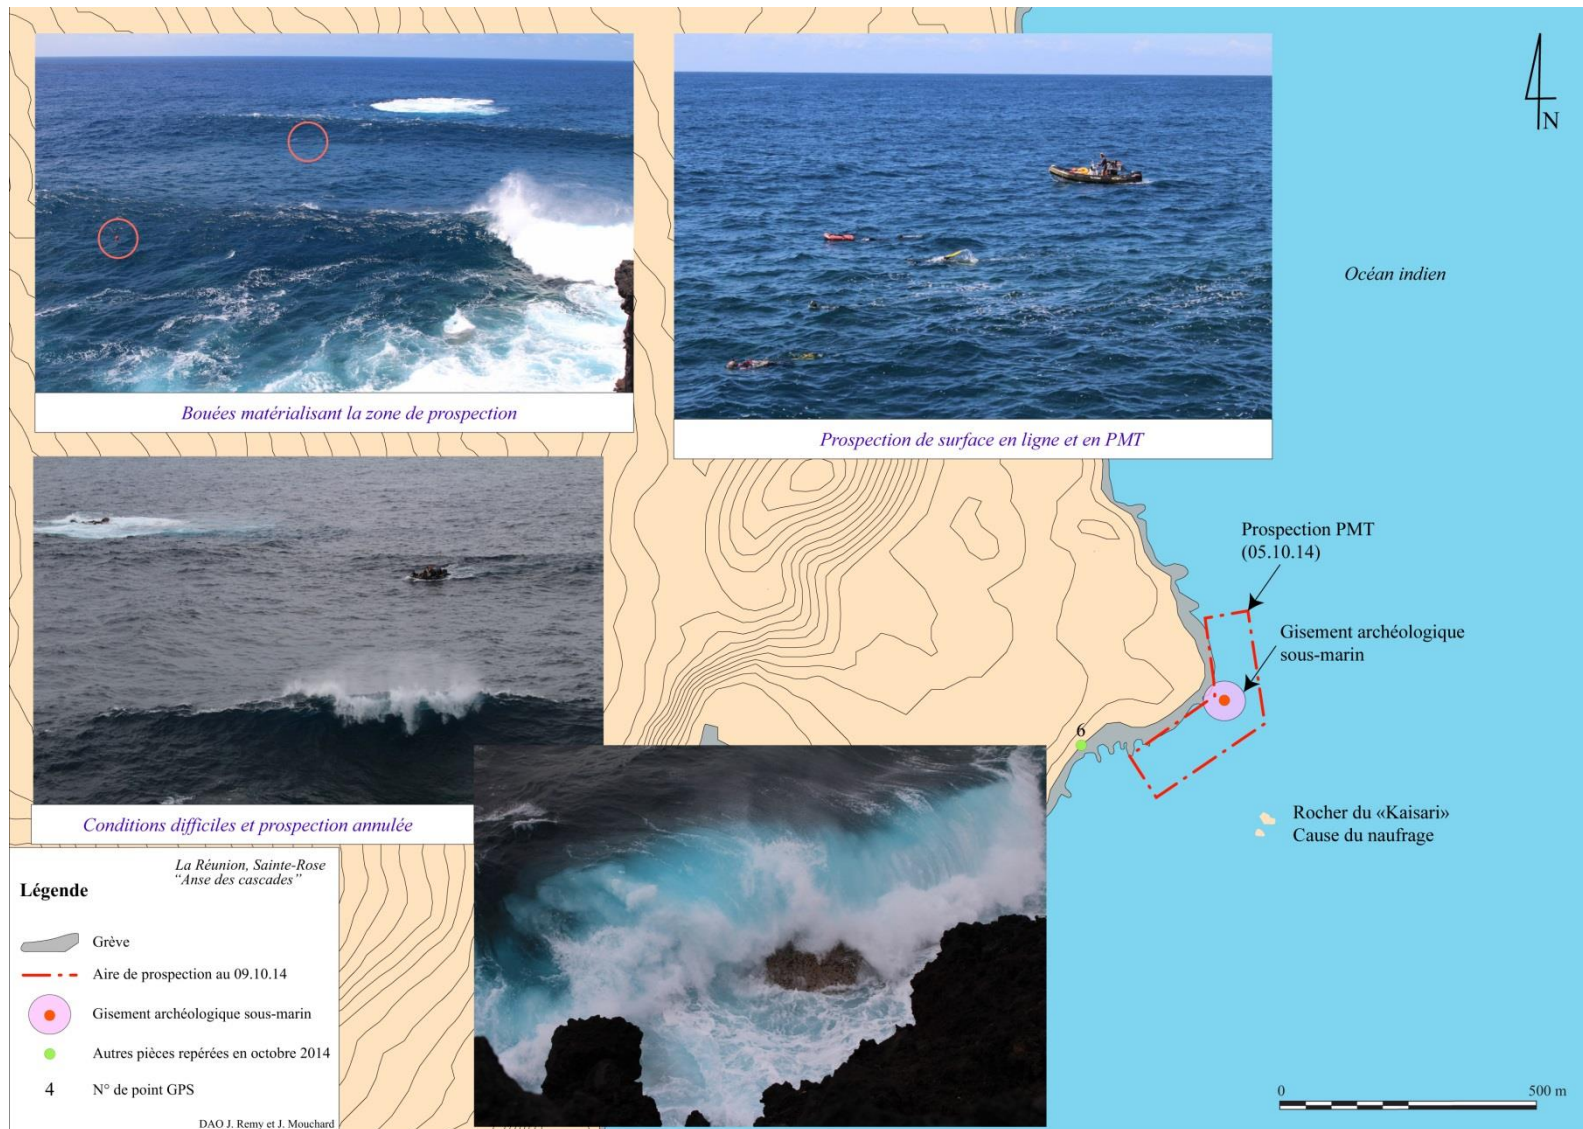 N
Océan indien
Bouées matérialisant la zone de prospection
Prospection de surface en ligne et en PMT
Prospection PMT
(05.10.14)
Gisement archéologique
sous-marin
6
Rocher du «Kaisari»
Cause du naufrage
Conditions difficiles et prospection annulée
La Réunion, Sainte-Rose
“Anse des cascades”
Légende
Grève
Aire de prospection au 09.10.14
Gisement archéologique sous-marin
Autres pièces repérées en octobre 2014
4 N° de point GPS
DAO J. Remy et J. Mouchard
0 500 m